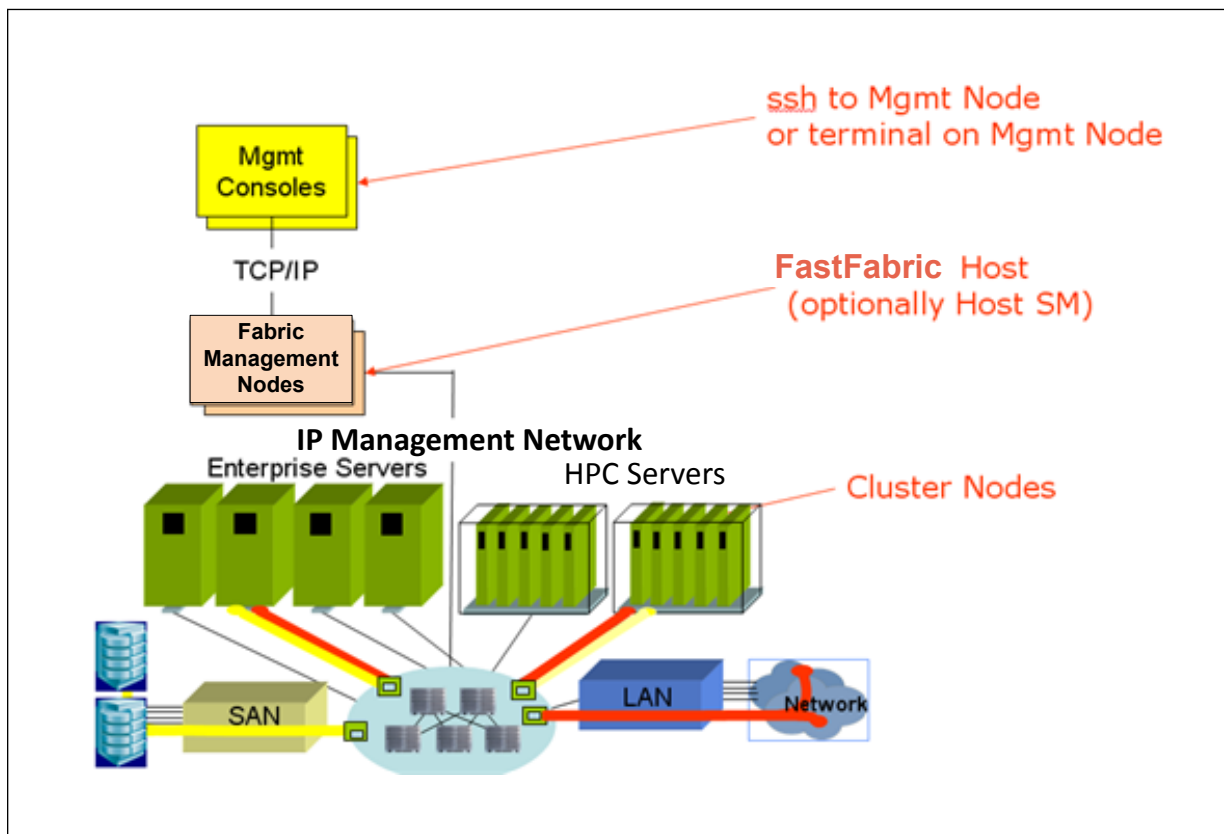 ssh to Mgmt Node
or terminal on Mgmt Node
Mgmt
Consoles
TCP/IP
FastFabric Host
(optionally Host SM)
Fabric
Management
Nodes
IP Management Network
Enterprise Servers
HPC Servers
Cluster Nodes
SAN
LAN
Network